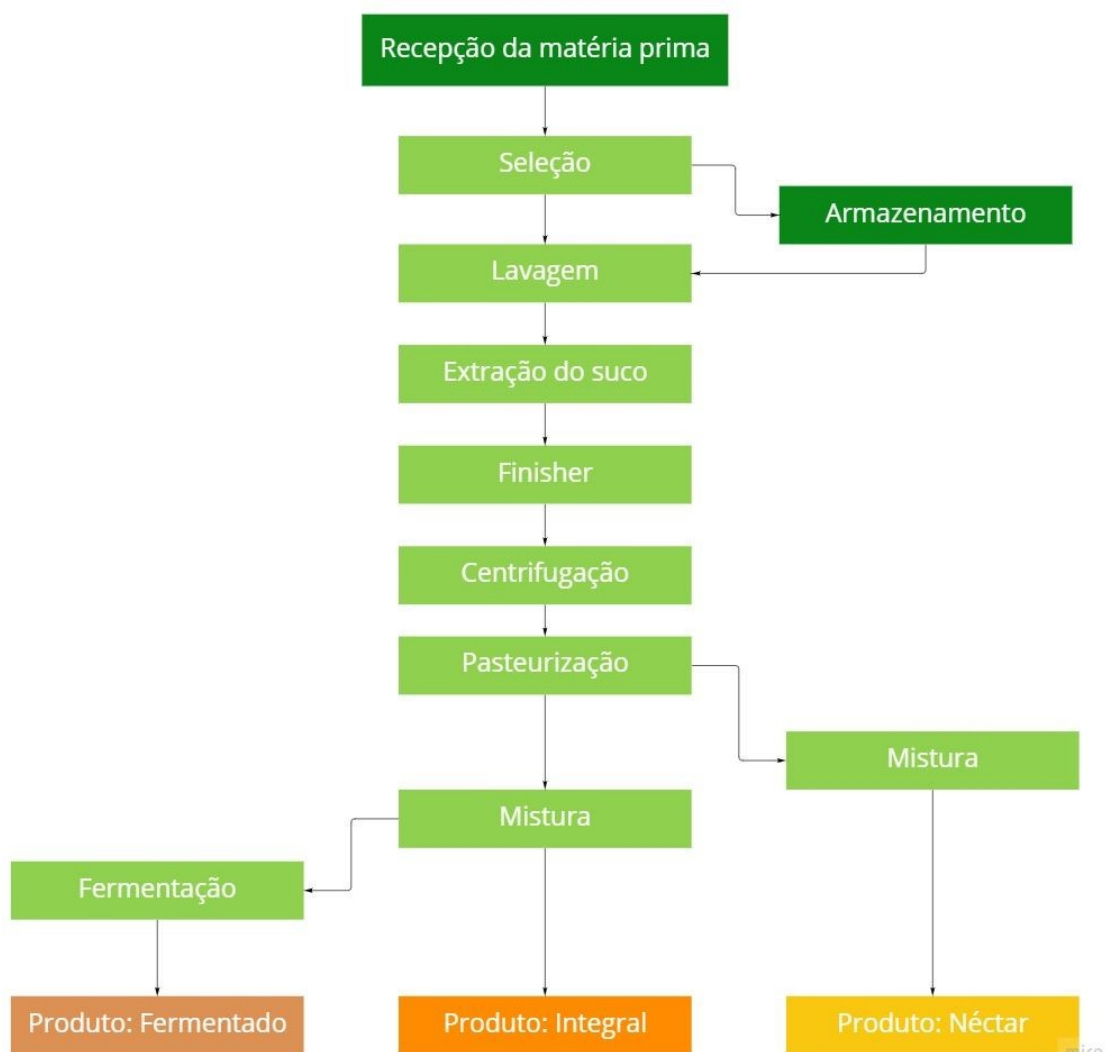 Recepção da matéria prima
Seleção
Armazenamento
Lavagem
Extração do suco
Finisher
Centrifugação
Pasteurização
Mistura
Mistura
Fermentação
Produto: Fermentado
Produto: Integral
Produto: Néctar
miro